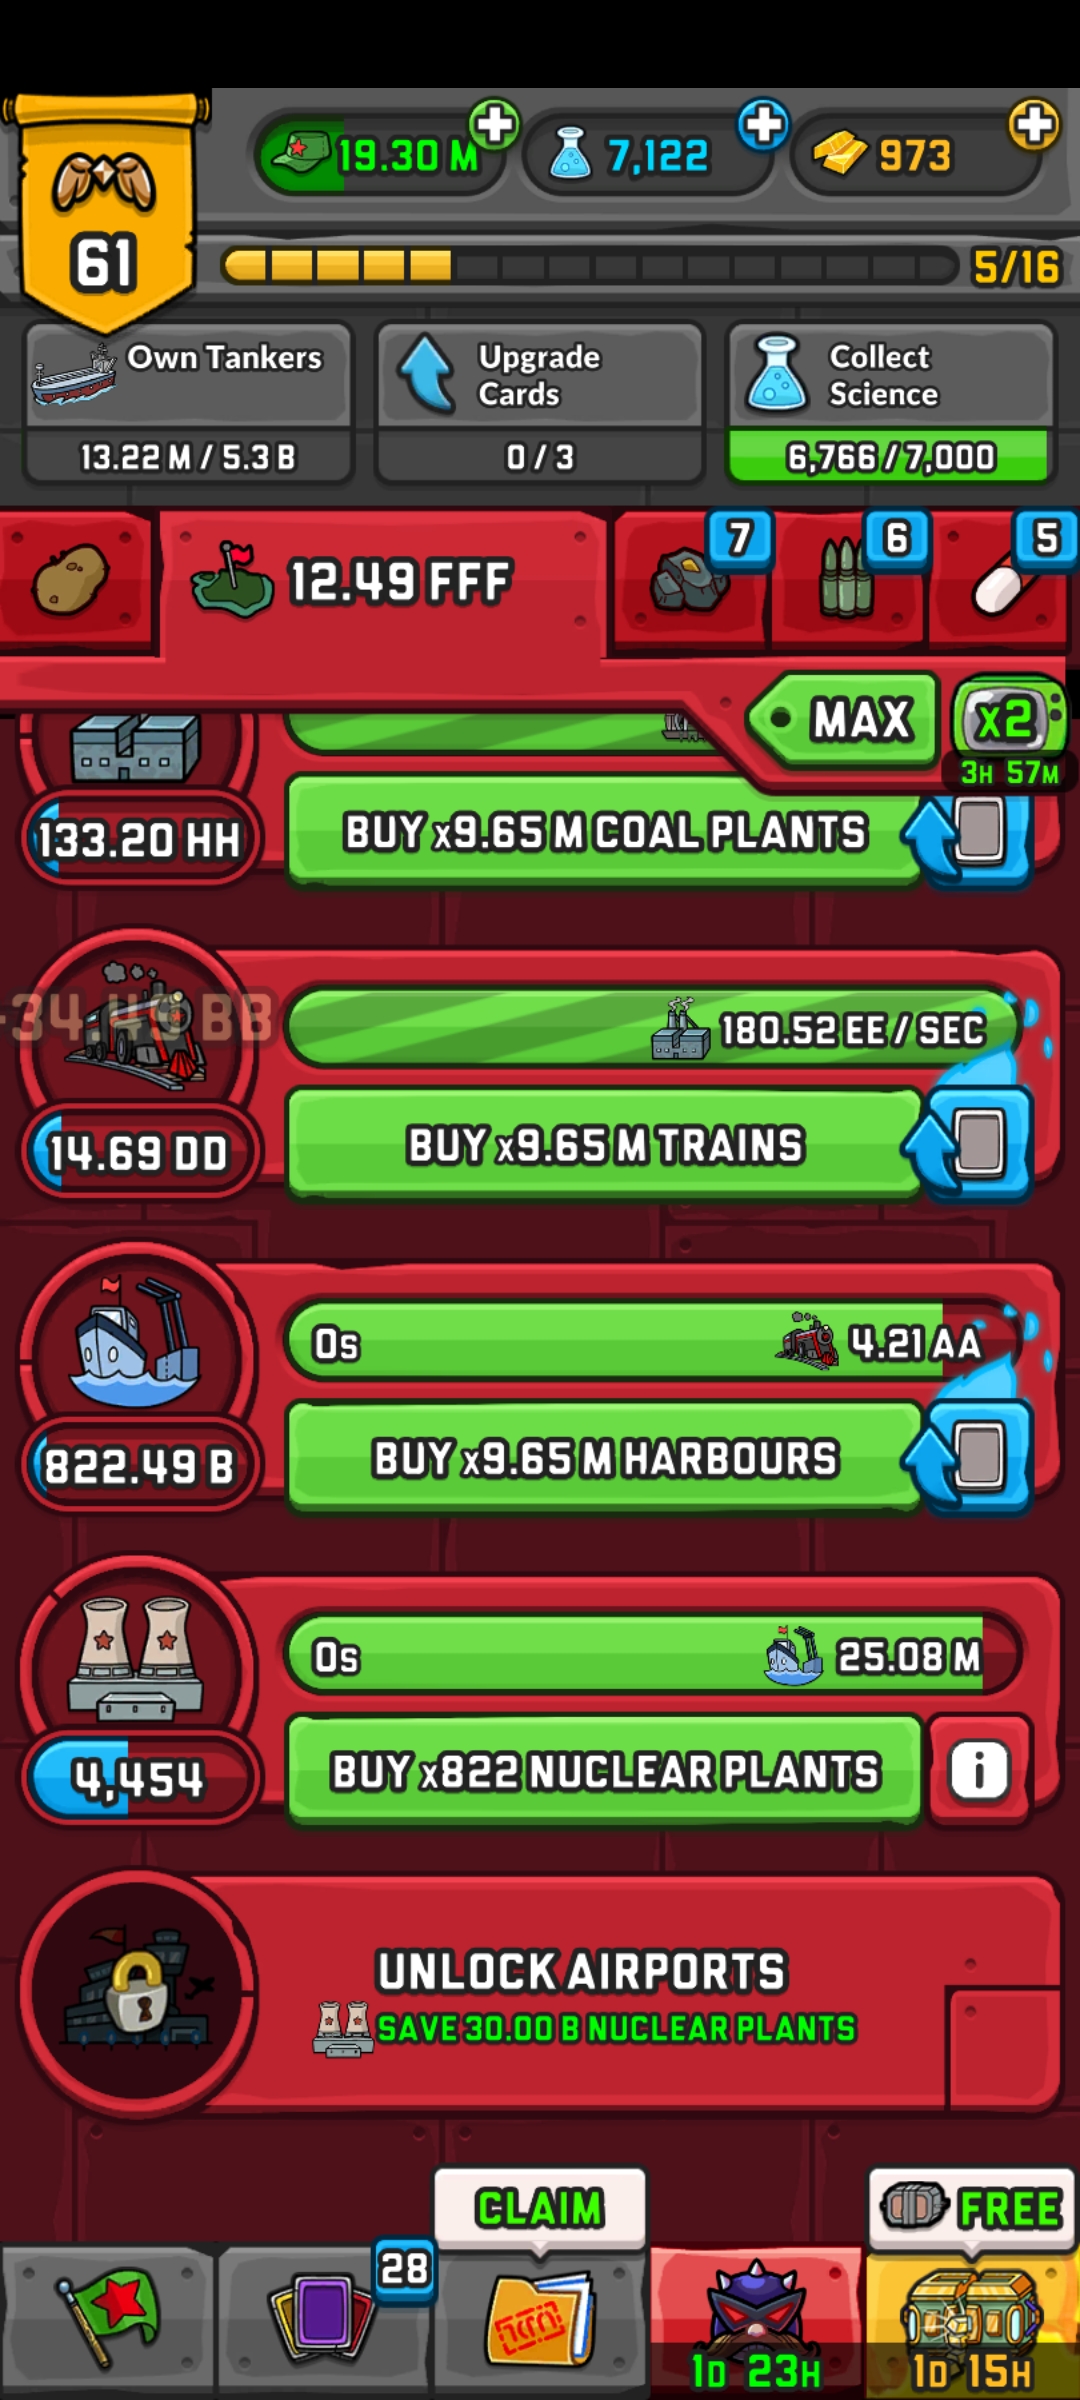 19.30 M
7,122
973
61
5/16
Own Tankers
13.22 M / 5.3 B
Upgrade
Cards
0 / 3
Collect
Science
6,766 / 7,000
12.49 FFF
7
6
5
MAX
x2
3H 57M
133.20 HH
BUY x9.65 M COAL PLANTS
180.52 EE / SEC
14.69 DD
BUY x9.65 M TRAINS
0s
4.21 AA
822.49 B
BUY x9.65 M HARBOURS
0s
25.08 M
4,454
BUY x822 NUCLEAR PLANTS
i
UNLOCK AIRPORTS
SAVE 30.00 B NUCLEAR PLANTS
CLAIM
FREE
28
1D 23H
1D 15H